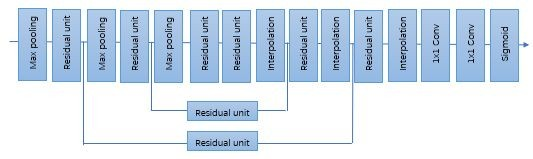 Max pooling
Residual unit
Max pooling
Residual unit
Max pooling
Residual unit
Residual unit
Interpolation
Residual unit
Interpolation
Residual unit
Interpolation
1x1 Conv
1x1 Conv
Sigmoid
Residual unit
Residual unit